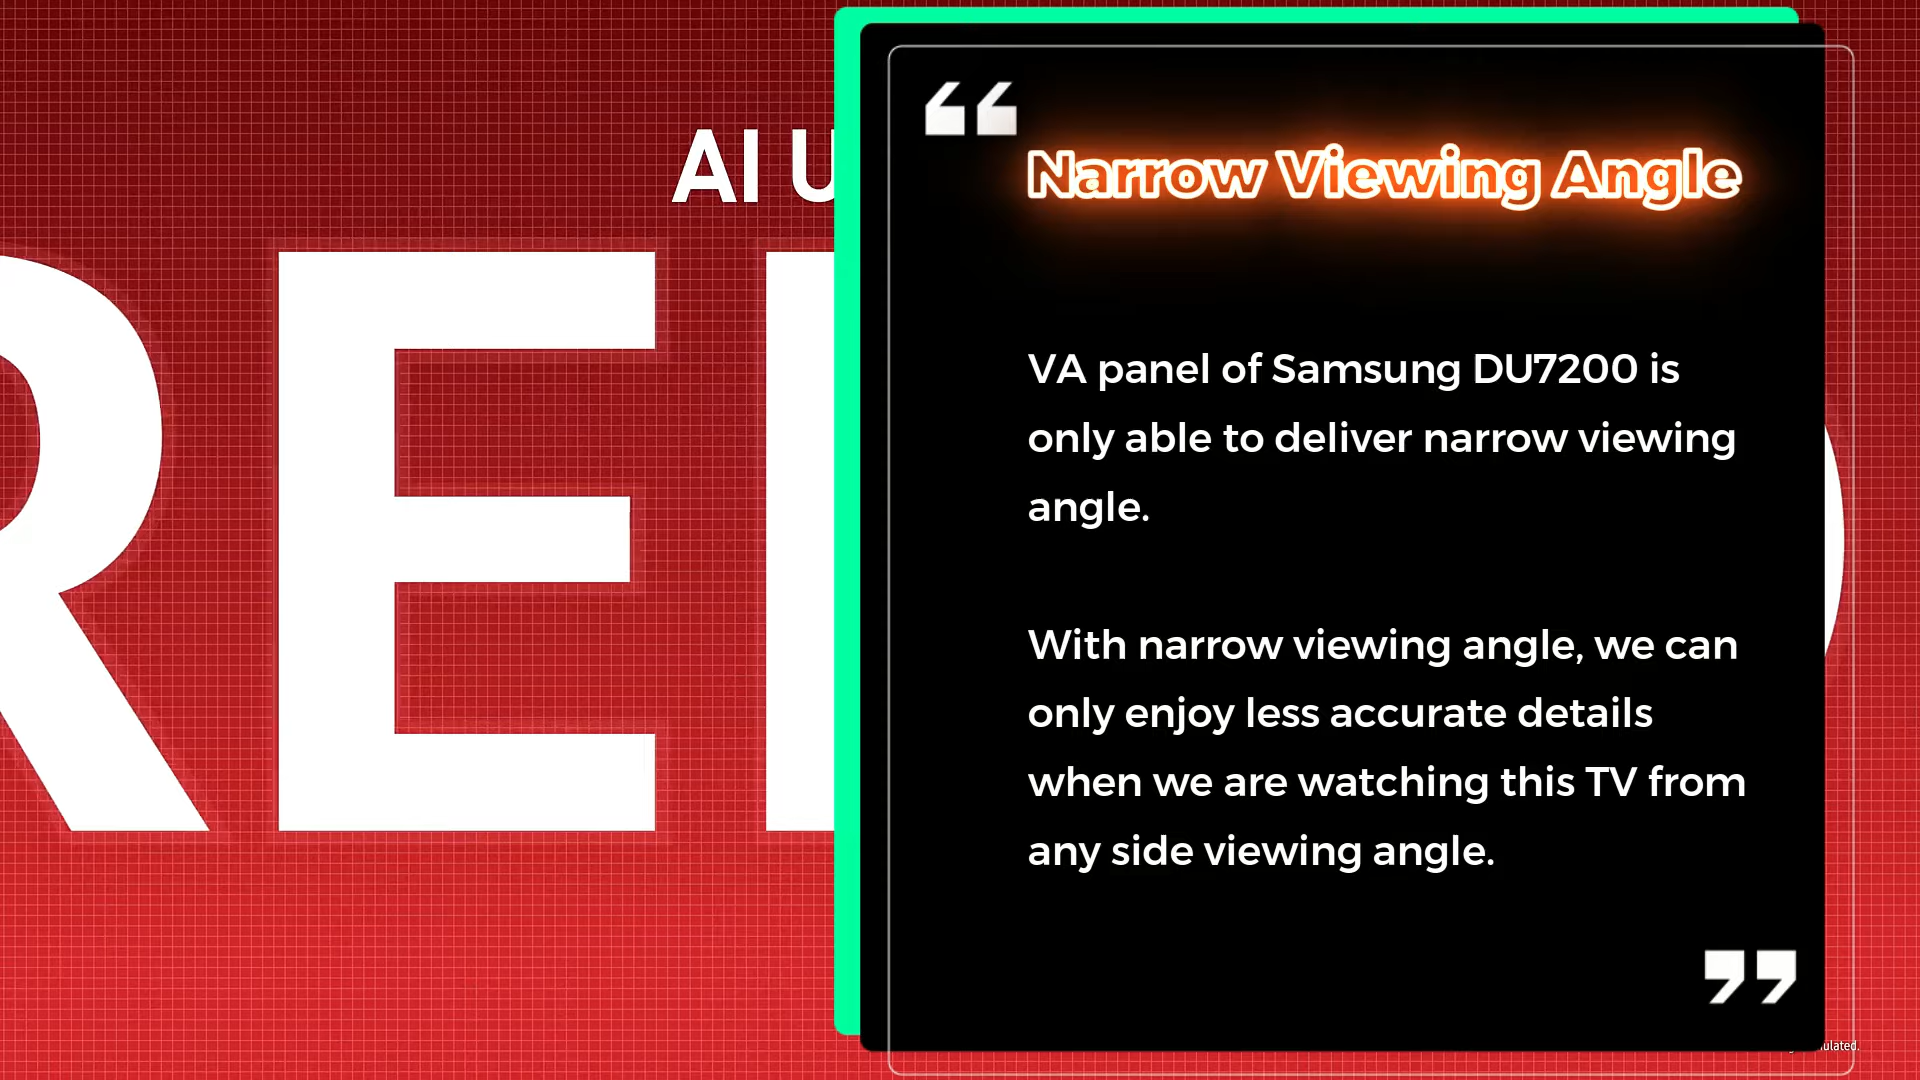 Narrow Viewing Angle
VA panel of Samsung DU7200 is
only able to deliver narrow viewing
angle.
With narrow viewing angle, we can
only enjoy less accurate details
when we are watching this TV from
any side viewing angle.
AI U
RE